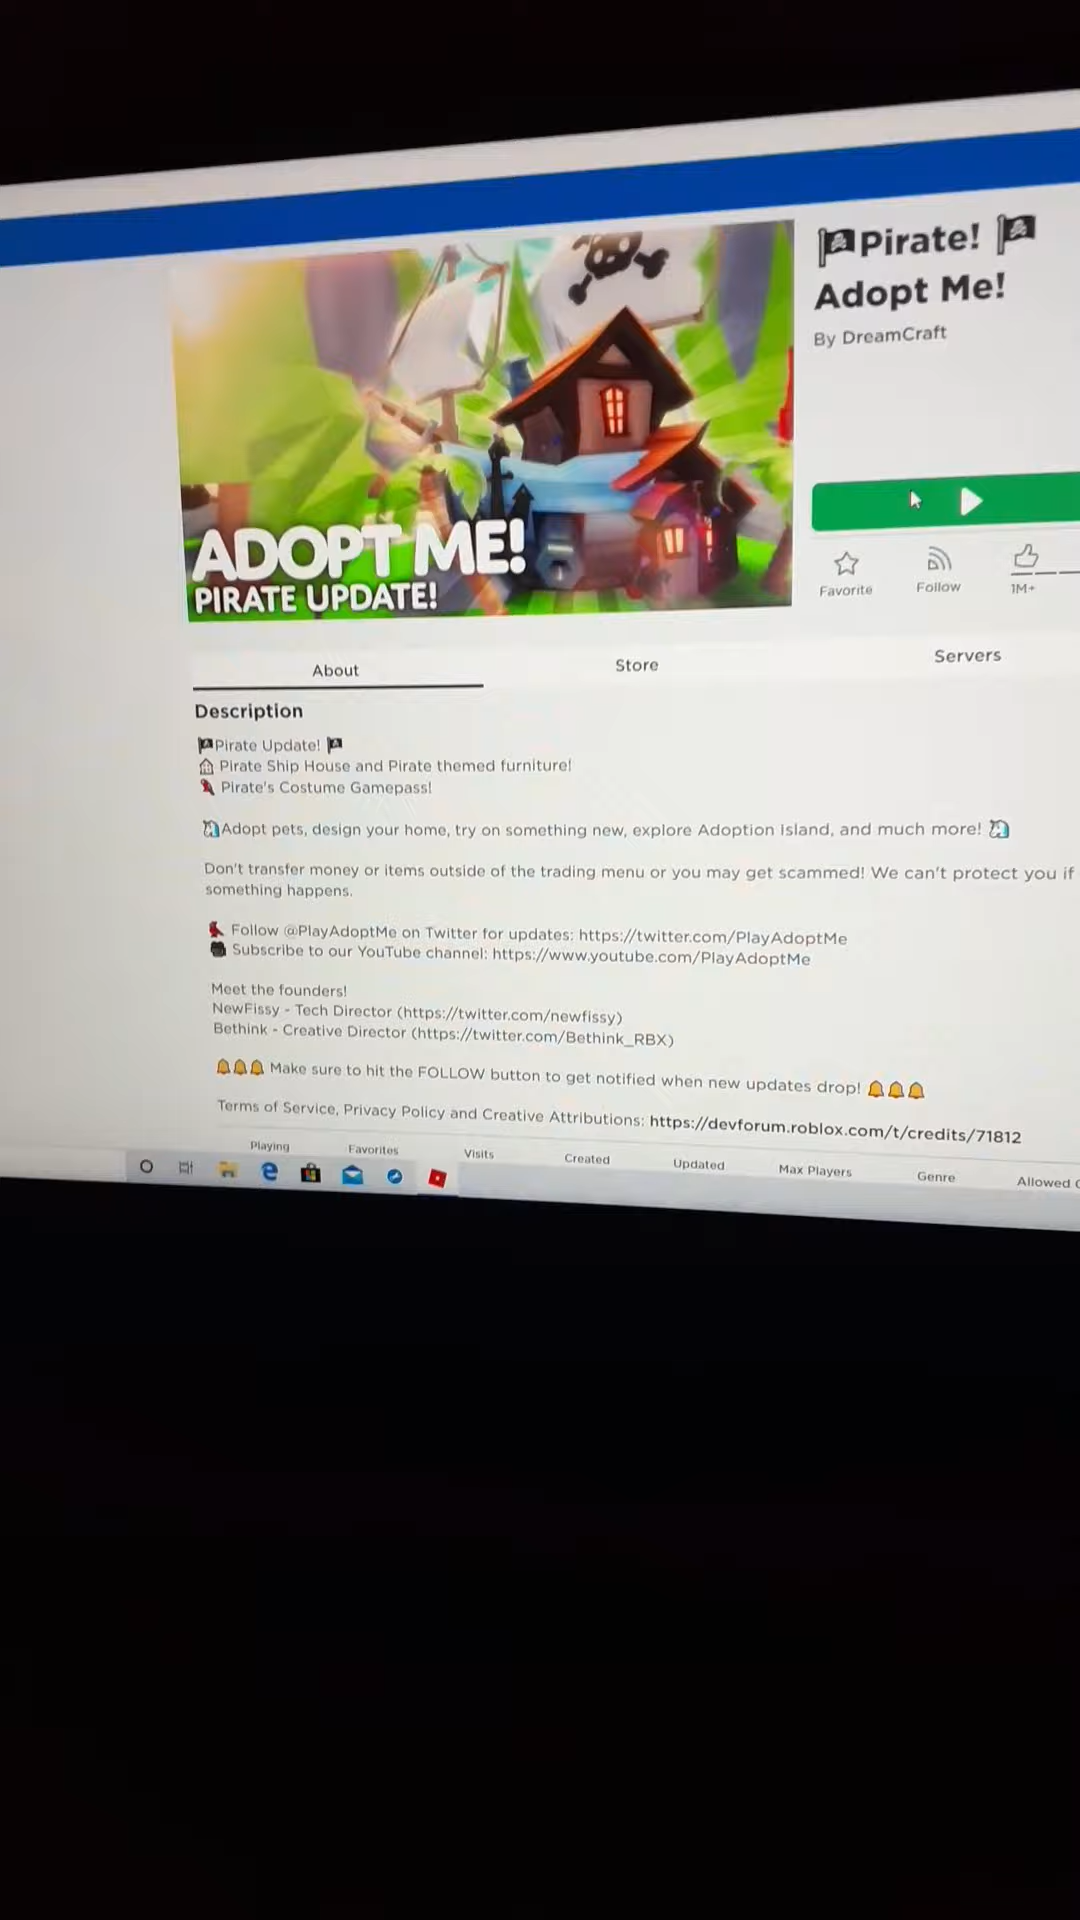 🏴‍☠️Pirate! 🏴‍☠️
Adopt Me!
By DreamCraft
ADOPT ME!
PIRATE UPDATE!
Favorite
Follow
1M+
About
Store
Servers
Description
🏴‍☠️Pirate Update! 🏴‍☠️
🏠 Pirate Ship House and Pirate themed furniture!
Pirate's Costume Gamepass!
Adopt pets, design your home, try on something new, explore Adoption Island, and much more!
Don't transfer money or items outside of the trading menu or you may get scammed! We can't protect you if
something happens.
Follow @PlayAdoptMe on Twitter for updates: https://twitter.com/PlayAdoptMe
Subscribe to our YouTube channel: https://www.youtube.com/PlayAdoptMe
Meet the founders!
NewFissy - Tech Director (https://twitter.com/newfissy)
Bethink - Creative Director (https://twitter.com/Bethink_RBX)
🔔🔔🔔 Make sure to hit the FOLLOW button to get notified when new updates drop! 🔔🔔🔔
Terms of Service, Privacy Policy and Creative Attributions: https://devforum.roblox.com/t/credits/71812
Playing
Favorites
Visits
Created
Updated
Max Players
Genre
Allowed